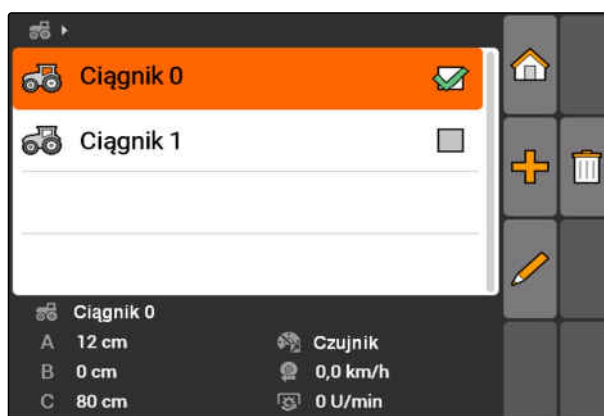 Ciągnik 0
Ciągnik 1
Ciągnik 0
A 12 cm Czujnik
B 0 cm 0,0 km/h
C 80 cm 0 U/min